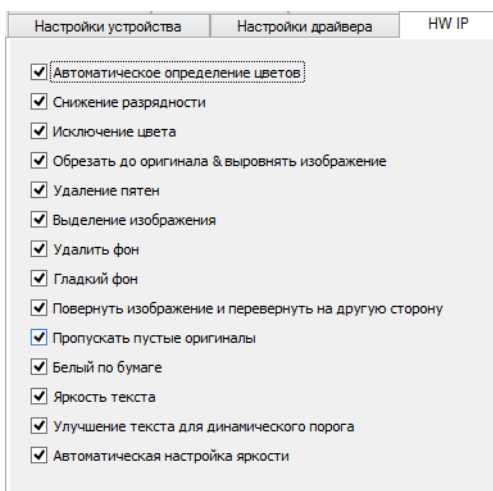 Настройки устройства Настройки драйвера HW IP
Автоматическое определение цветов
Снижение разрядности
Исключение цвета
Обрезать до оригинала & выровнять изображение
Удаление пятен
Выделение изображения
Удалить фон
Гладкий фон
Повернуть изображение и перевернуть на другую сторону
Пропускать пустые оригиналы
Белый по бумаге
Яркость текста
Улучшение текста для динамического порога
Автоматическая настройка яркости